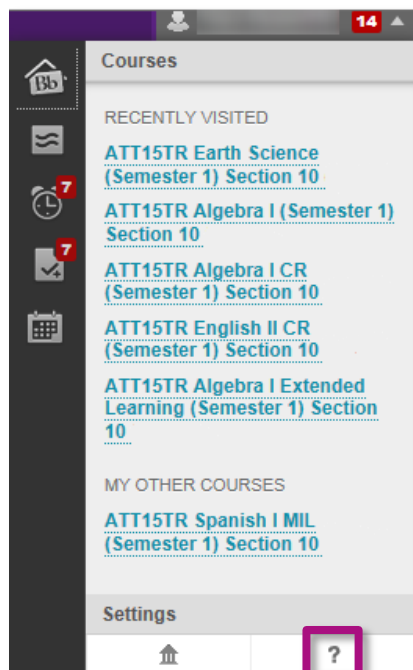 14
Courses
Bb
RECENTLY VISITED
ATT15TR Earth Science
(Semester 1) Section 10
7
ATT15TR Algebra I (Semester 1)
Section 10
7
ATT15TR Algebra I CR
(Semester 1) Section 10
ATT15TR English II CR
(Semester 1) Section 10
ATT15TR Algebra I Extended
Learning (Semester 1) Section
10
MY OTHER COURSES
ATT15TR Spanish I MIL
(Semester 1) Section 10
Settings
?